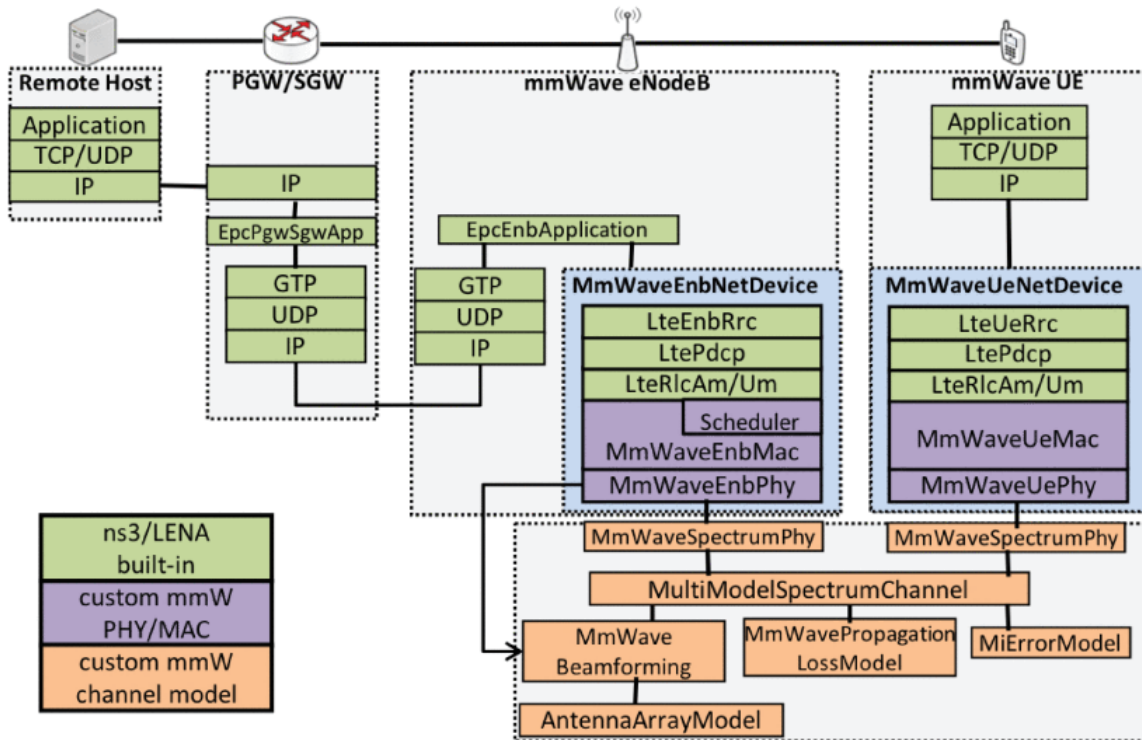 Remote Host
Application
TCP/UDP
IP
PGW/SGW
IP
EpcPgwSgwApp
GTP
UDP
IP
mmWave eNodeB
EpcEnbApplication
GTP
UDP
IP
MmWaveEnbNetDevice
LteEnbRrc
LtePdcp
LteRlcAm/Um
Scheduler
MmWaveEnbMac
MmWaveEnbPhy
mmWave UE
Application
TCP/UDP
IP
MmWaveUeNetDevice
LteUeRrc
LtePdcp
LteRlcAm/Um
MmWaveUeMac
MmWaveUePhy
MmWaveSpectrumPhy
MmWaveSpectrumPhy
MultiModelSpectrumChannel
MmWave
Beamforming
MmWavePropagation
LossModel
MiErrorModel
AntennaArrayModel
ns3/LENA
built-in
custom mmW
PHY/MAC
custom mmW
channel model